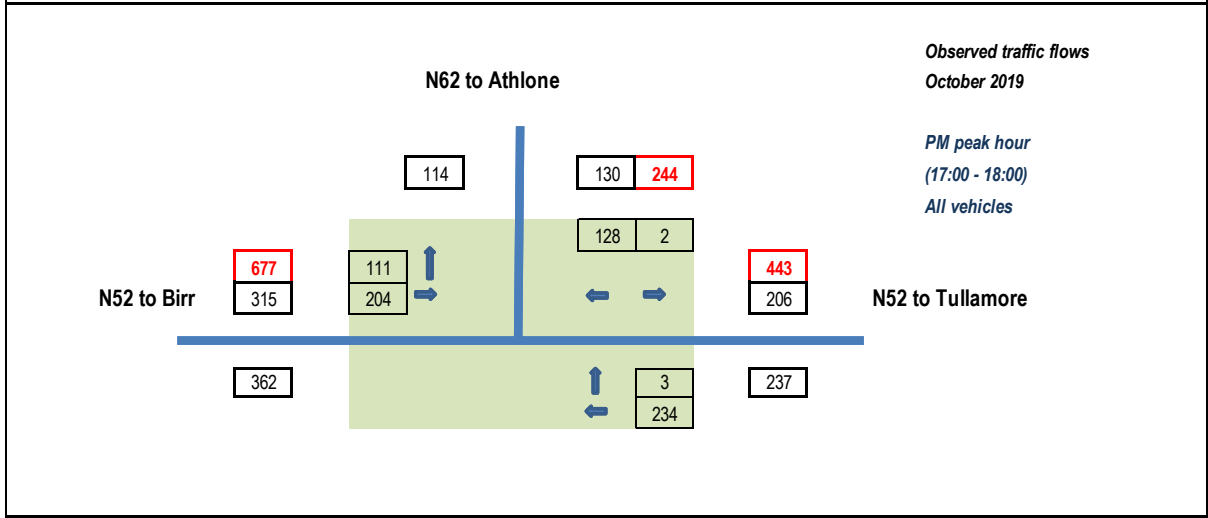 Observed traffic flows
October 2019
N62 to Athlone
PM peak hour
(17:00 - 18:00)
All vehicles
114
130 244
128 2
677
111
443
N52 to Birr
315
204
206
N52 to Tullamore
362
3
237
234